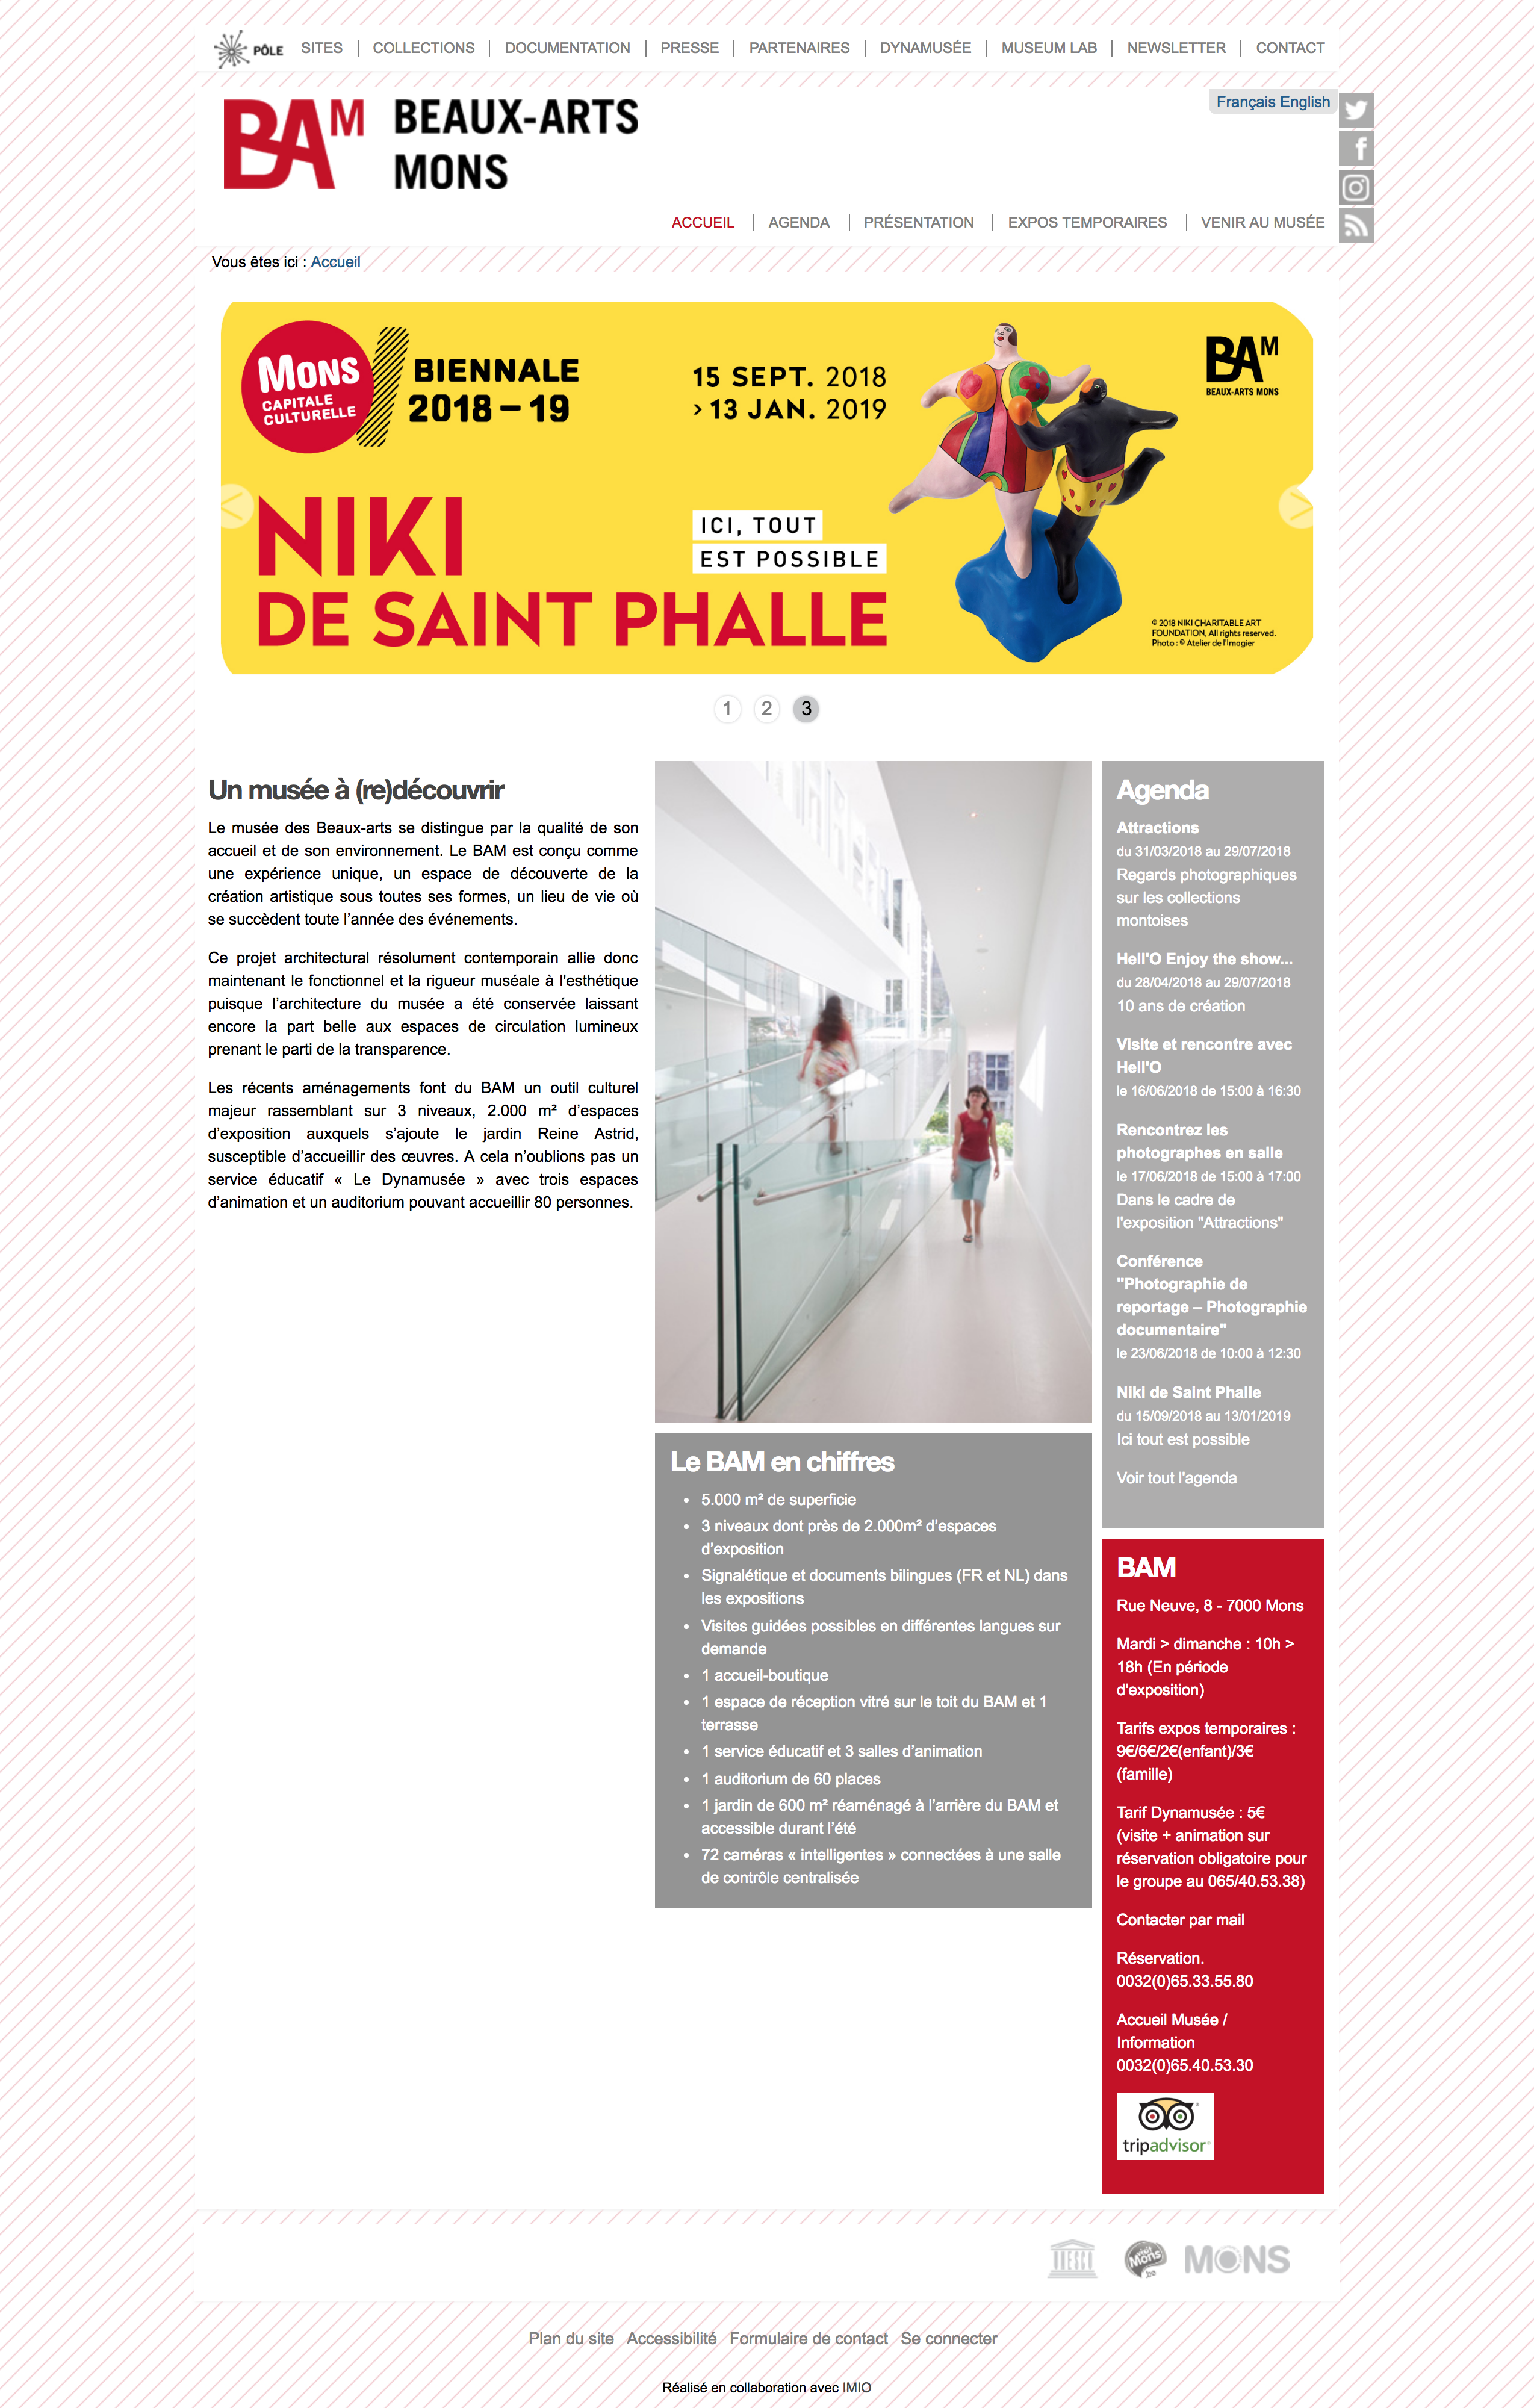 PÔLE
SITES
COLLECTIONS
DOCUMENTATION
PRESSE
PARTENAIRES
DYNAMUSÉE
MUSEUM LAB
NEWSLETTER
CONTACT
BAM
BEAUX-ARTS
MONS
Français English
ACCUEIL
AGENDA
PRÉSENTATION
EXPOS TEMPORAIRES
VENIR AU MUSÉE
Vous êtes ici : Accueil
MONS
CAPITALE
CULTURELLE
BIENNALE
2018 – 19
15 SEPT. 2018
> 13 JAN. 2019
BAM
BEAUX-ARTS MONS
NIKI
DE SAINT PHALLE
ICI, TOUT
EST POSSIBLE
© 2018 NIKI CHARITABLE ART
FOUNDATION, All rights reserved.
Photo : © Atelier de l'Imagier
<
>
1
2
3
Un musée à (re)découvrir
Le musée des Beaux-arts se distingue par la qualité de son
accueil et de son environnement. Le BAM est conçu comme
une expérience unique, un espace de découverte de la
création artistique sous toutes ses formes, un lieu de vie où
se succèdent toute l’année des événements.
Ce projet architectural résolument contemporain allie donc
maintenant le fonctionnel et la rigueur muséale à l'esthétique
puisque l’architecture du musée a été conservée laissant
encore la part belle aux espaces de circulation lumineux
prenant le parti de la transparence.
Les récents aménagements font du BAM un outil culturel
majeur rassemblant sur 3 niveaux, 2.000 m² d’espaces
d’exposition auxquels s’ajoute le jardin Reine Astrid,
susceptible d’accueillir des œuvres. A cela n’oublions pas un
service éducatif « Le Dynamusée » avec trois espaces
d’animation et un auditorium pouvant accueillir 80 personnes.
Le BAM en chiffres
• 5.000 m² de superficie
• 3 niveaux dont près de 2.000m² d’espaces
d’exposition
• Signalétique et documents bilingues (FR et NL) dans
les expositions
• Visites guidées possibles en différentes langues sur
demande
• 1 accueil-boutique
• 1 espace de réception vitré sur le toit du BAM et 1
terrasse
• 1 service éducatif et 3 salles d’animation
• 1 auditorium de 60 places
• 1 jardin de 600 m² réaménagé à l’arrière du BAM et
accessible durant l’été
• 72 caméras « intelligentes » connectées à une salle
de contrôle centralisée
Agenda
Attractions
du 31/03/2018 au 29/07/2018
Regards photographiques
sur les collections
montoises
Hell'O Enjoy the show...
du 28/04/2018 au 29/07/2018
10 ans de création
Visite et rencontre avec
Hell'O
le 16/06/2018 de 15:00 à 16:30
Rencontrez les
photographes en salle
le 17/06/2018 de 15:00 à 17:00
Dans le cadre de
l'exposition "Attractions"
Conférence
"Photographie de
reportage – Photographie
documentaire"
le 23/06/2018 de 10:00 à 12:30
Niki de Saint Phalle
du 15/09/2018 au 13/01/2019
Ici tout est possible
Voir tout l'agenda
BAM
Rue Neuve, 8 - 7000 Mons
Mardi > dimanche : 10h >
18h (En période
d'exposition)
Tarifs expos temporaires :
9€/6€/2€(enfant)/3€
(famille)
Tarif Dynamusée : 5€
(visite + animation sur
réservation obligatoire pour
le groupe au 065/40.53.38)
Contacter par mail
Réservation.
0032(0)65.33.55.80
Accueil Musée /
Information
0032(0)65.40.53.30
tripadvisor®
visit
Mons
.be
MONS
Plan du site
Accessibilité
Formulaire de contact
Se connecter
Réalisé en collaboration avec IMIO